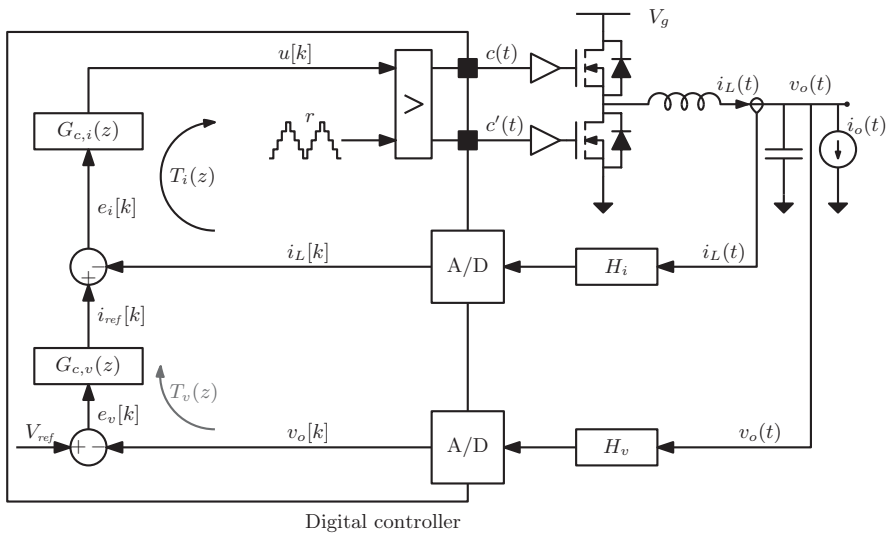 V_g
u[k]
c(t)
i_L(t)
v_o(t)
r
>
c'(t)
i_o(t)
G_{c,i}(z)
T_i(z)
e_i[k]
i_L[k]
A/D
H_i
i_L(t)
+
−
i_{ref}[k]
G_{c,v}(z)
T_v(z)
e_v[k]
V_{ref}
+
−
v_o[k]
A/D
H_v
v_o(t)
Digital controller